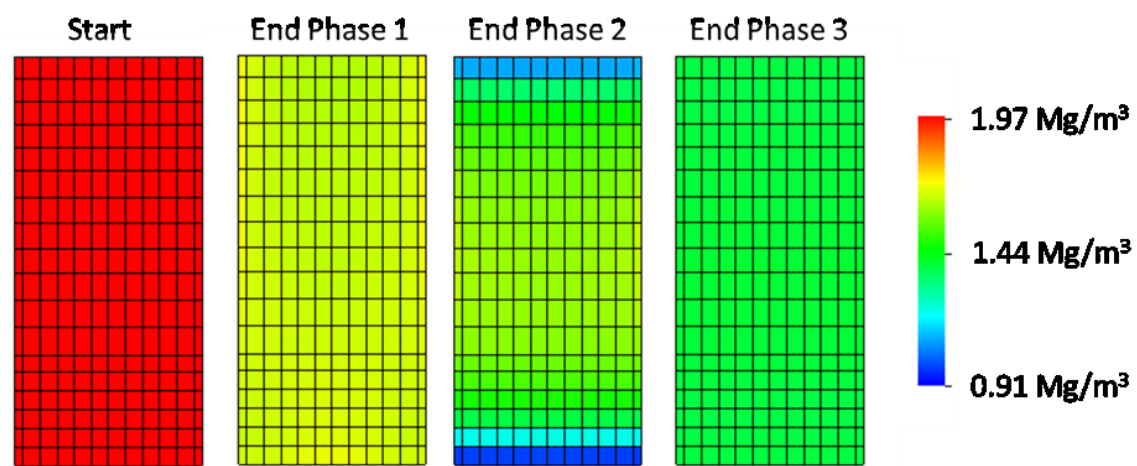 Start
End Phase 1
End Phase 2
End Phase 3
1.97 Mg/m³
1.44 Mg/m³
0.91 Mg/m³